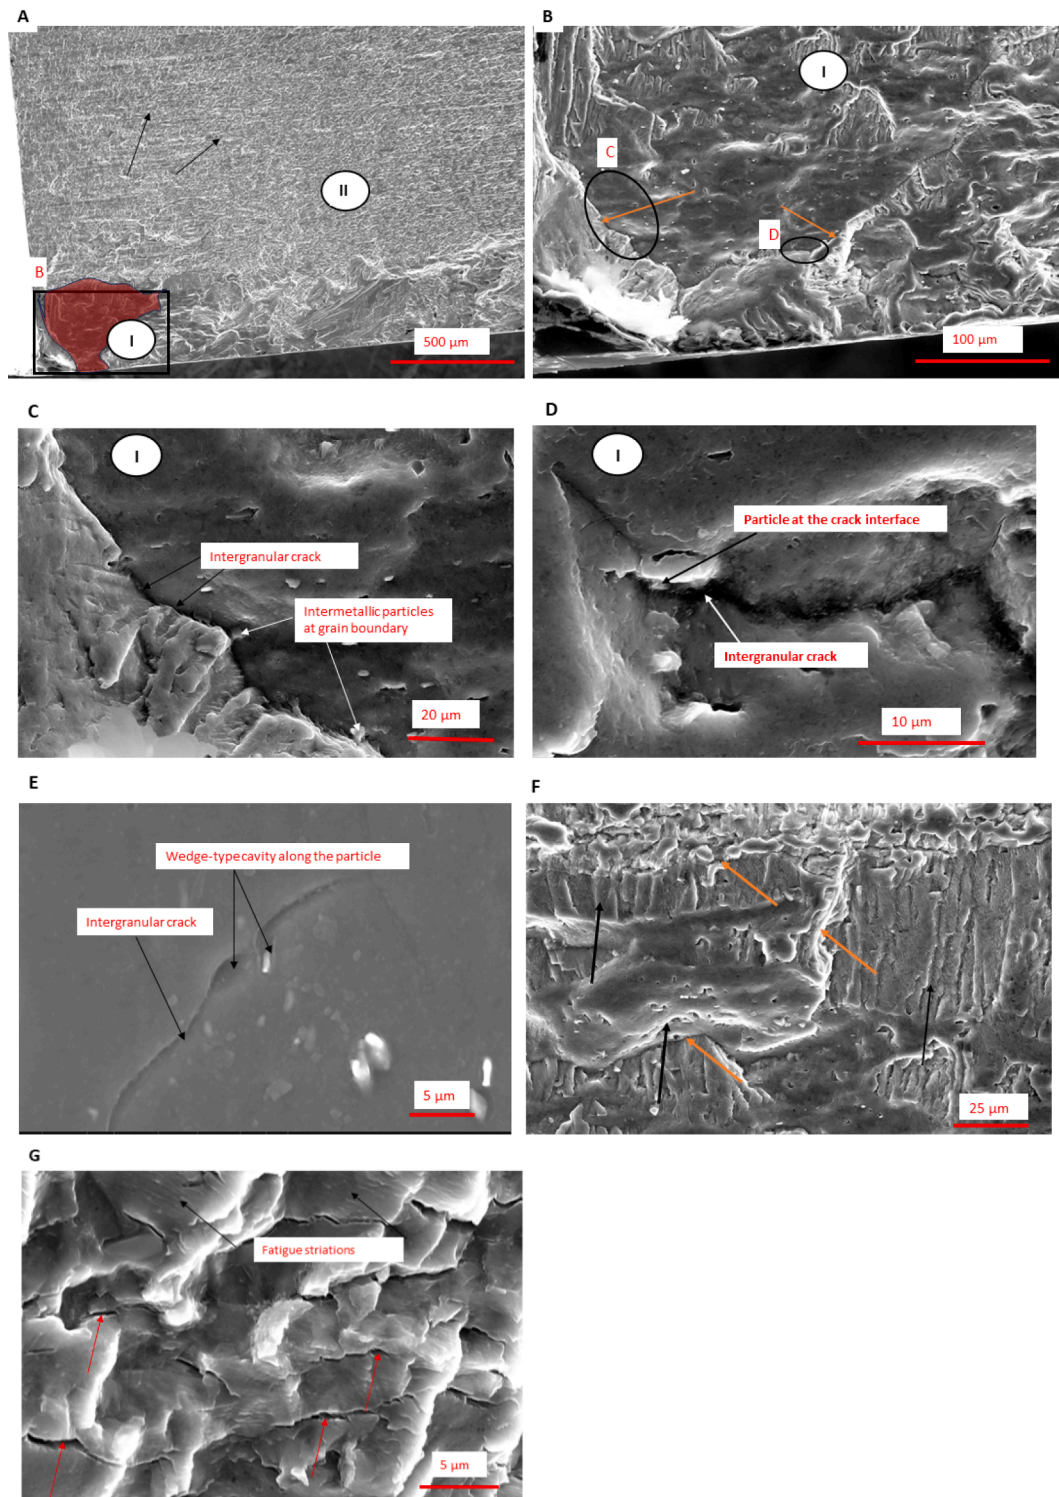 A
B
II
B
I
500 µm
I
C
D
100 µm
C
D
I
Intergranular crack
Intermetallic particles
at grain boundary
20 µm
I
Particle at the crack interface
Intergranular crack
10 µm
E
Wedge-type cavity along the particle
Intergranular crack
5 µm
F
25 µm
G
Fatigue striations
5 µm